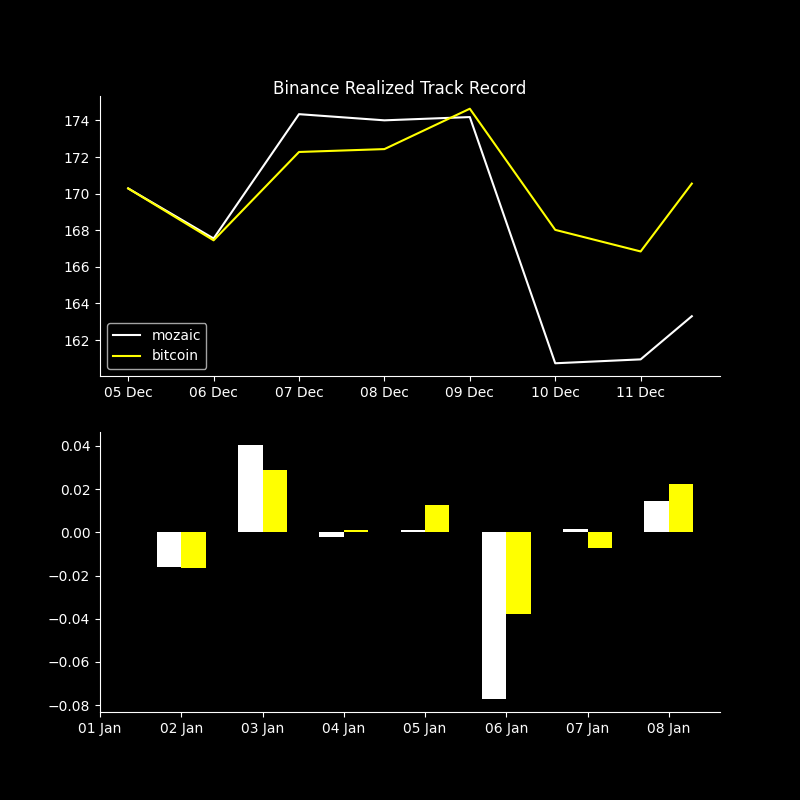 Binance Realized Track Record
174
172
170
168
166
164
162
mozaic
bitcoin
05 Dec 06 Dec 07 Dec 08 Dec 09 Dec 10 Dec 11 Dec
0.04
0.02
0.00
−0.02
−0.04
−0.06
−0.08
01 Jan 02 Jan 03 Jan 04 Jan 05 Jan 06 Jan 07 Jan 08 Jan